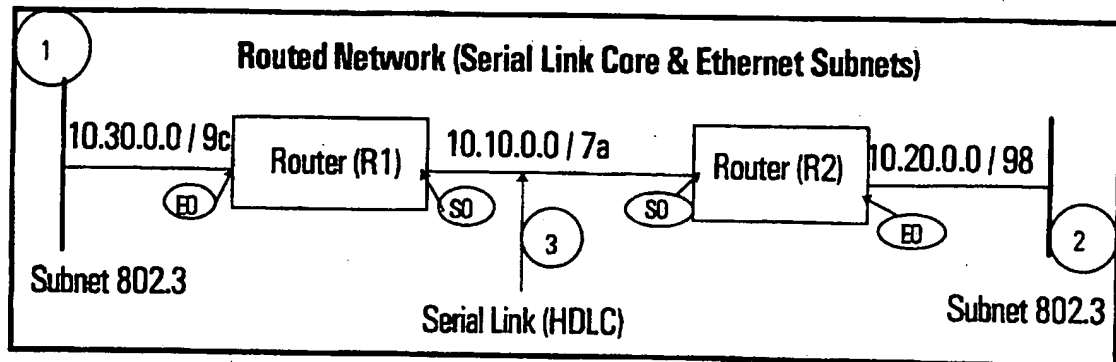 1
Routed Network (Serial Link Core & Ethernet Subnets)
10.30.0.0 / 9c
Router (R1)
10.10.0.0 / 7a
Router (R2)
10.20.0.0 / 98
E0
S0
3
S0
E0
2
Subnet 802.3
Serial Link (HDLC)
Subnet 802.3